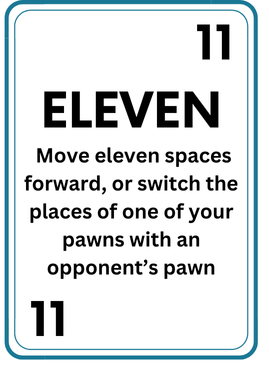 11
ELEVEN
Move eleven spaces
forward, or switch the
places of one of your
pawns with an
opponent’s pawn
11